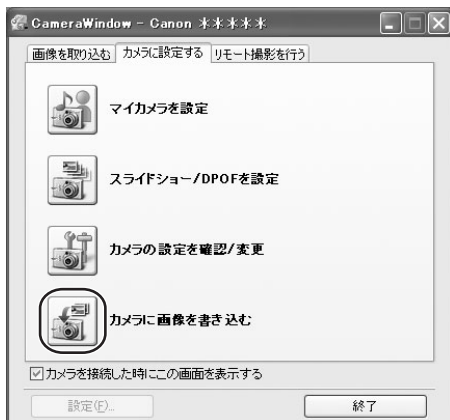 CameraWindow - Canon ＊＊＊＊＊
画像を取り込む カメラに設定する リモート撮影を行う
マイカメラを設定
スライドショー/DPOFを設定
カメラの設定を確認/変更
カメラに画像を書き込む
カメラを接続した時にこの画面を表示する
設定(F)... 終了